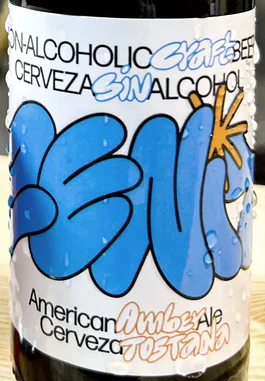 ON-ALCOHOLIC Craft BEER
CERVEZA SIN ALCOHOL
American Amber Ale
Cerveza TOSTADA